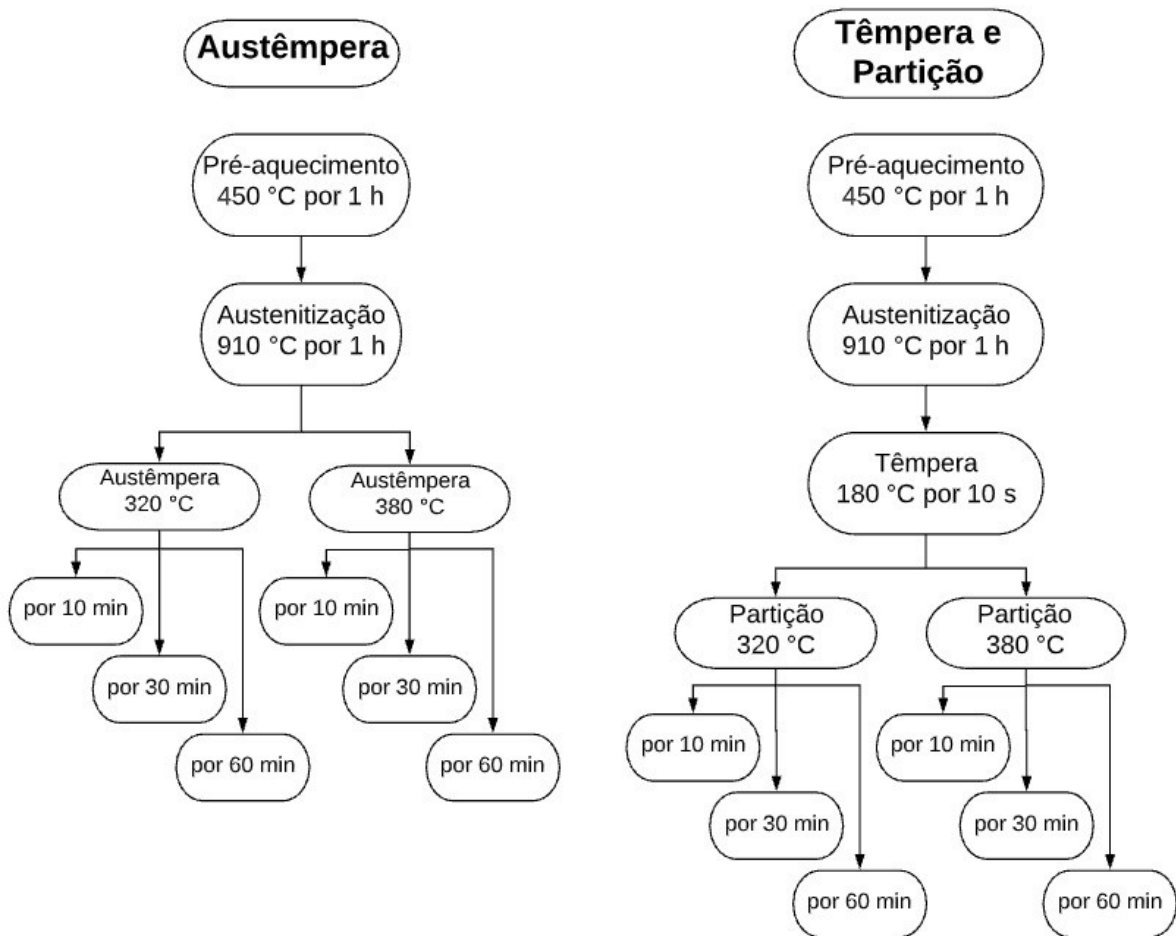 Austêmpera
Pré-aquecimento
450 °C por 1 h
Austenitização
910 °C por 1 h
Austêmpera
320 °C
Austêmpera
380 °C
por 10 min
por 30 min
por 60 min
por 10 min
por 30 min
por 60 min
Têmpera e
Partição
Pré-aquecimento
450 °C por 1 h
Austenitização
910 °C por 1 h
Têmpera
180 °C por 10 s
Partição
320 °C
Partição
380 °C
por 10 min
por 30 min
por 60 min
por 10 min
por 30 min
por 60 min